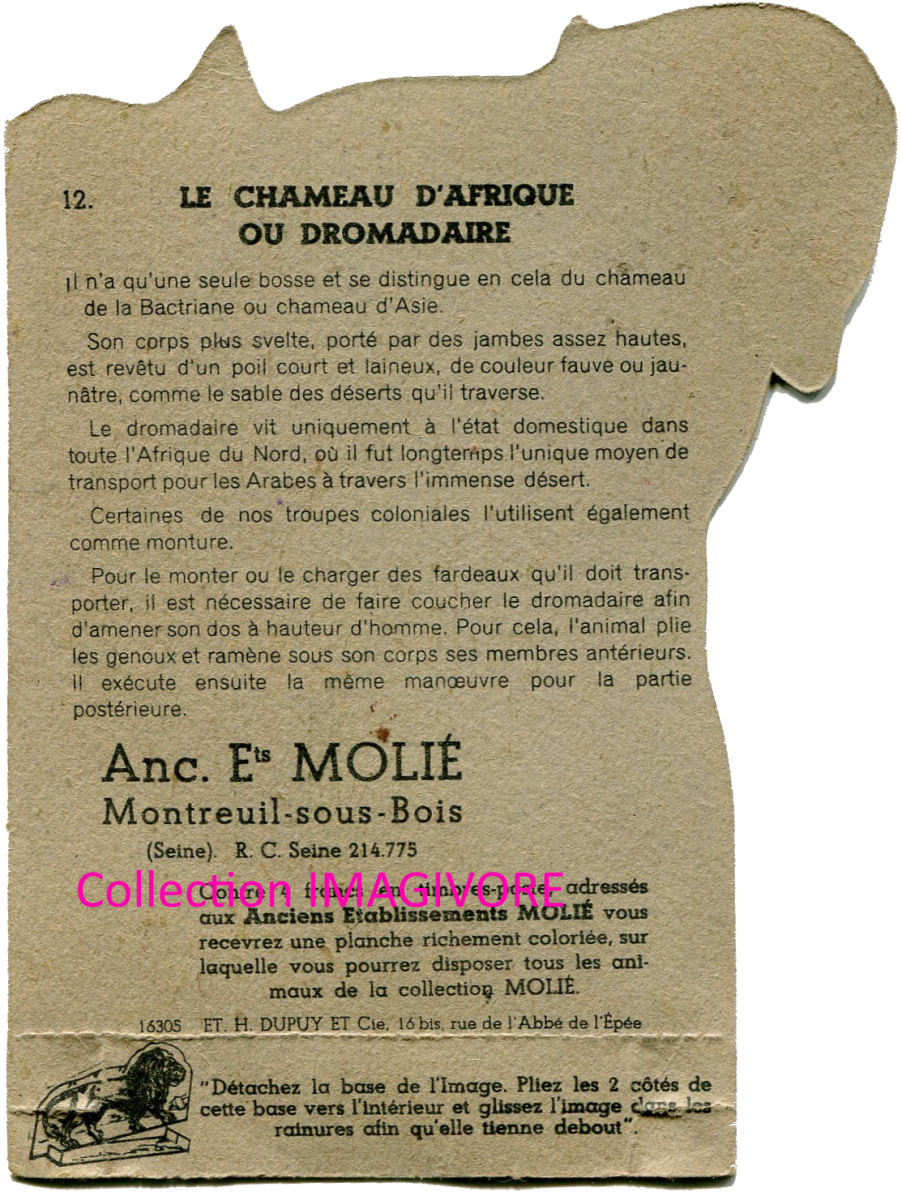 12. LE CHAMEAU D'AFRIQUE
OU DROMADAIRE
Il n'a qu'une seule bosse et se distingue en cela du chameau
de la Bactriane ou chameau d'Asie.
Son corps plus svelte, porté par des jambes assez hautes,
est revêtu d'un poil court et laineux, de couleur fauve ou jau-
nâtre, comme le sable des déserts qu'il traverse.
Le dromadaire vit uniquement à l'état domestique dans
toute l'Afrique du Nord, où il fut longtemps l'unique moyen de
transport pour les Arabes à travers l'immense désert.
Certaines de nos troupes coloniales l'utilisent également
comme monture.
Pour le monter ou le charger des fardeaux qu'il doit trans-
porter, il est nécessaire de faire coucher le dromadaire afin
d'amener son dos à hauteur d'homme. Pour cela, l'animal plie
les genoux et ramène sous son corps ses membres antérieurs.
Il exécute ensuite la même manœuvre pour la partie
postérieure.
Anc. Ets MOLIÉ
Montreuil-sous-Bois
(Seine). R. C. Seine 214.775
Collection IMAGIVORE
Contre 4 francs en timbres-poste, adressés
aux Anciens Etablissements MOLIÉ vous
recevrez une planche richement coloriée, sur
laquelle vous pourrez disposer tous les ani-
maux de la collection MOLIÉ.
16305 ET. H. DUPUY ET Cie, 16 bis, rue de l'Abbé de l'Épée
"Détachez la base de l'Image. Pliez les 2 côtés de
cette base vers l'intérieur et glissez l'image dans les
rainures afin qu'elle tienne debout".